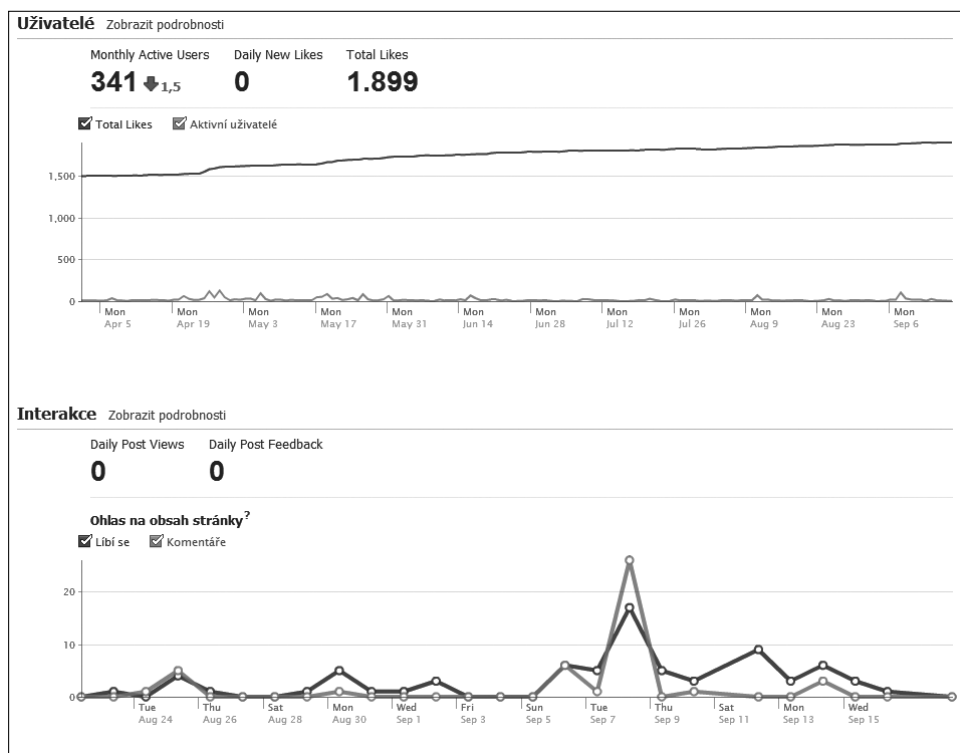 Uživatelé Zobrazit podrobnosti
Monthly Active Users Daily New Likes Total Likes
341 1,5 0 1.899
Total Likes Aktivní uživatelé
1,500
1,000
500
0
Mon Mon Mon Mon Mon Mon Mon Mon Mon Mon Mon Mon
Apr 5 Apr 19 May 3 May 17 May 31 Jun 14 Jun 28 Jul 12 Jul 26 Aug 9 Aug 23 Sep 6
Interakce Zobrazit podrobnosti
Daily Post Views Daily Post Feedback
0 0
Ohlas na obsah stránky?
Líbí se Komentáře
20
10
0
Tue Thu Sat Mon Wed Fri Sun Tue Thu Sat Mon Wed
Aug 24 Aug 26 Aug 28 Aug 30 Sep 1 Sep 3 Sep 5 Sep 7 Sep 9 Sep 11 Sep 13 Sep 15